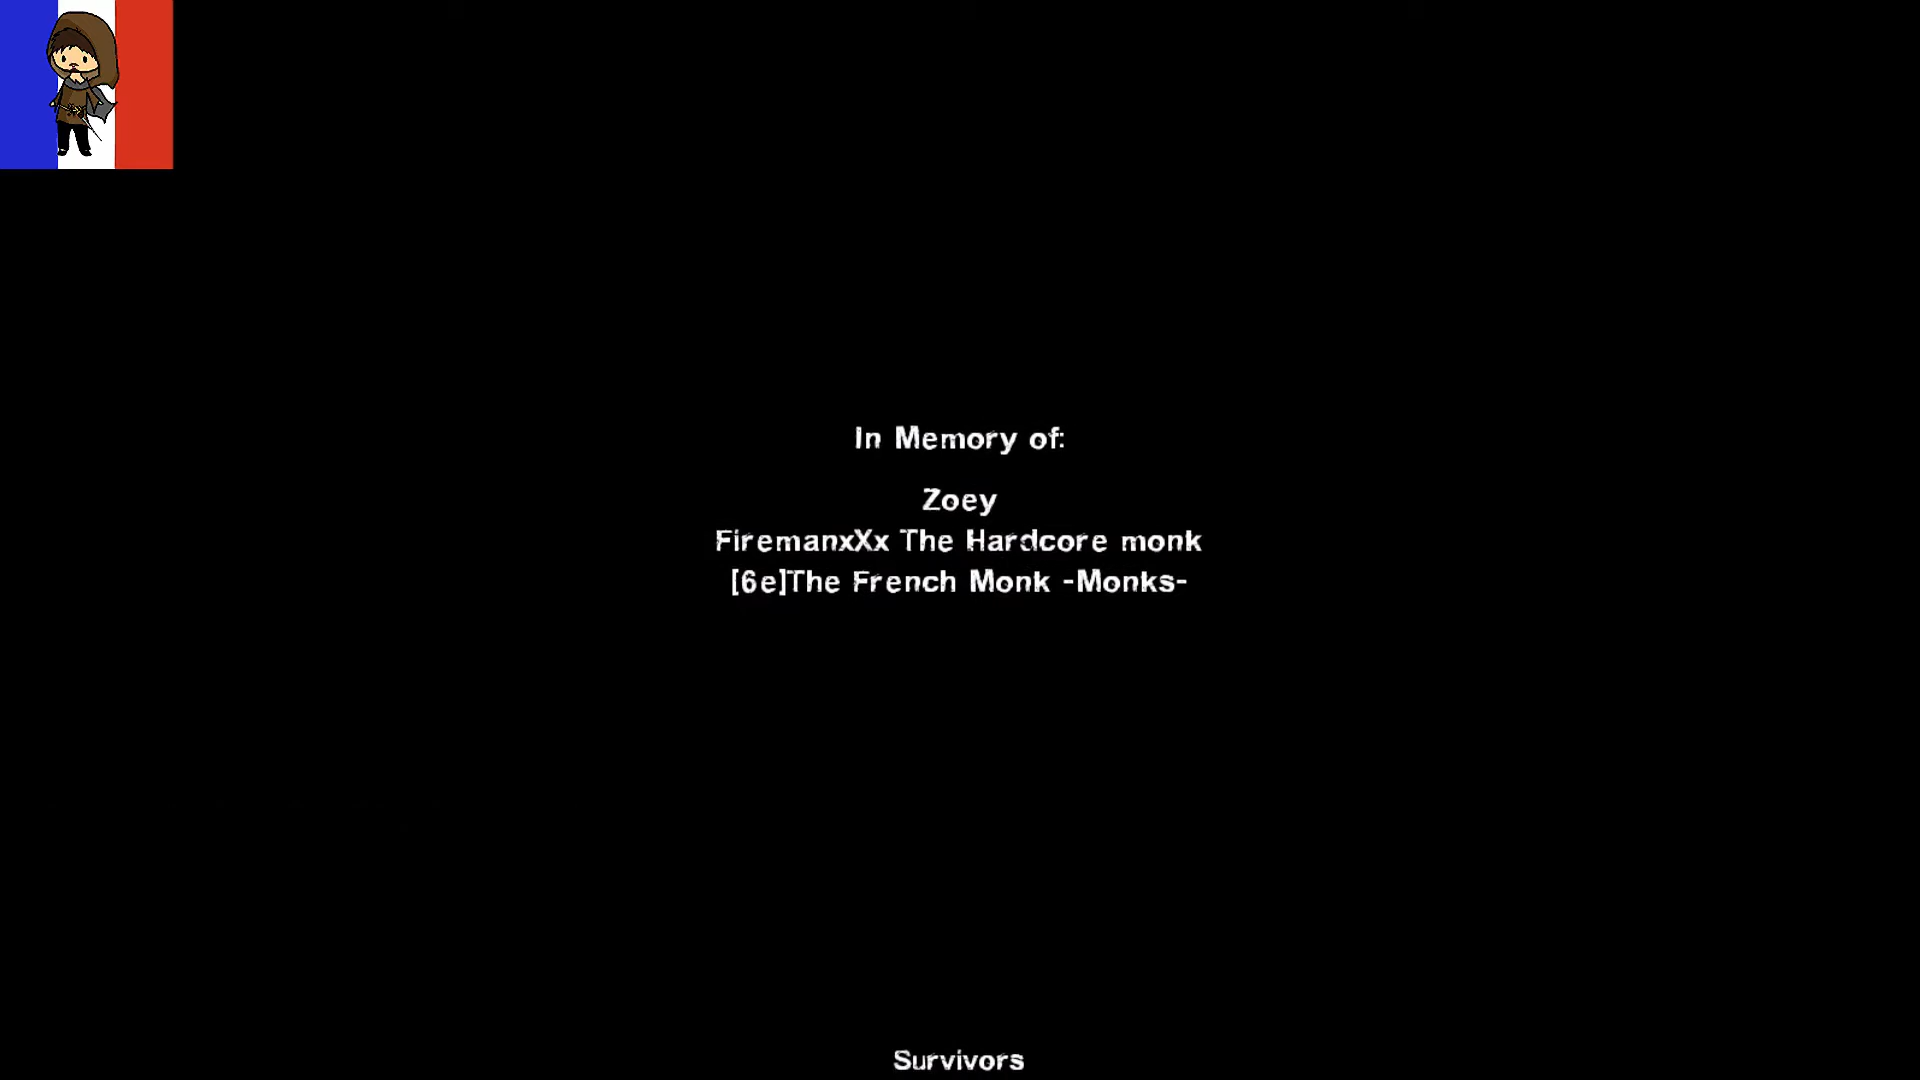 In Memory of:
Zoey
FiremanxXx The Hardcore monk
[6e]The French Monk -Monks-
Survivors